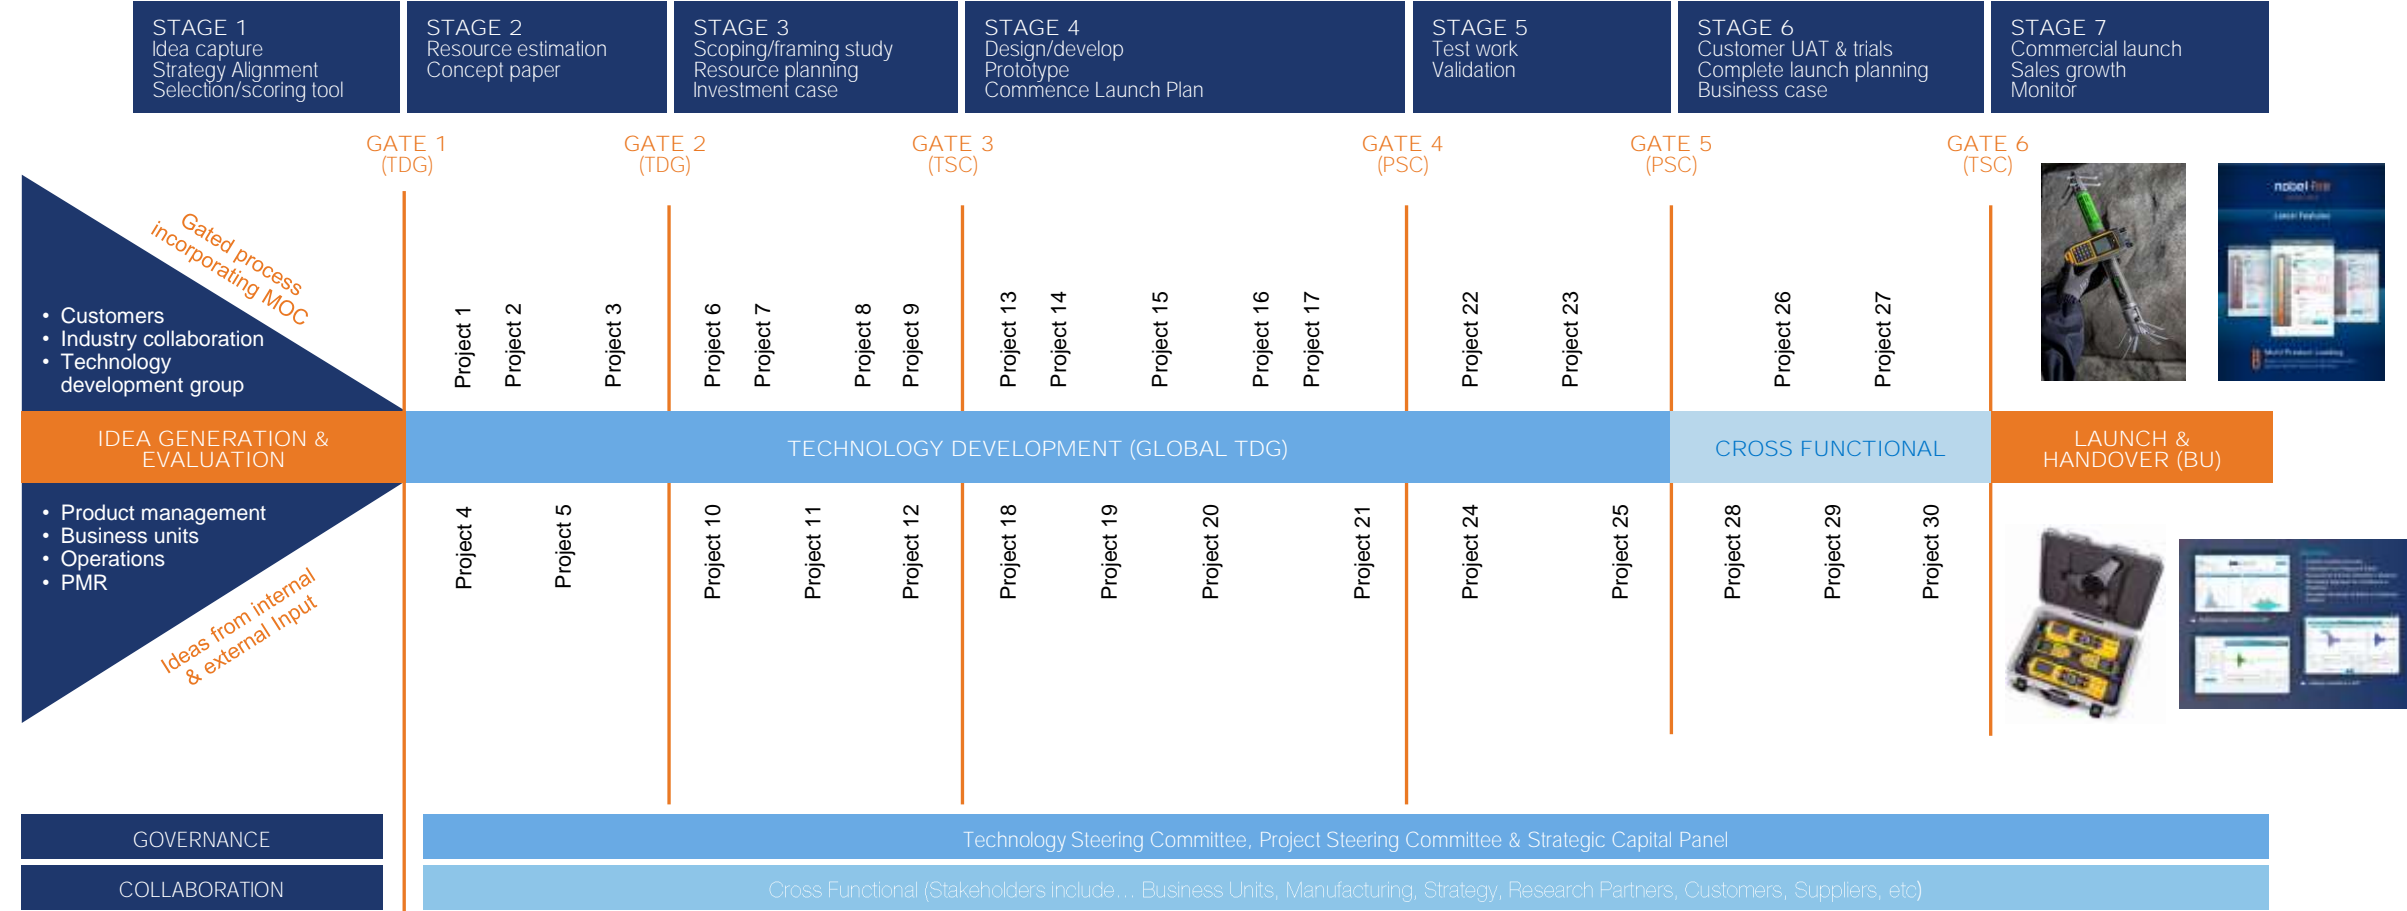 STAGE 1
Idea capture
Strategy Alignment
Selection/scoring tool
STAGE 2
Resource estimation
Concept paper
STAGE 3
Scoping/framing study
Resource planning
Investment case
STAGE 4
Design/develop
Prototype
Commence Launch Plan
STAGE 5
Test work
Validation
STAGE 6
Customer UAT & trials
Complete launch planning
Business case
STAGE 7
Commercial launch
Sales growth
Monitor
GATE 1
(TDG)
GATE 2
(TDG)
GATE 3
(TSC)
GATE 4
(PSC)
GATE 5
(PSC)
GATE 6
(TSC)
Gated process
incorporating MOC
• Customers
• Industry collaboration
• Technology
development group
Project 1
Project 2
Project 3
Project 6
Project 7
Project 8
Project 9
Project 13
Project 14
Project 15
Project 16
Project 17
Project 22
Project 23
Project 26
Project 27
nobel fire
Latest Features
Multi Product Loading
IDEA GENERATION &
EVALUATION
TECHNOLOGY DEVELOPMENT (GLOBAL TDG)
CROSS FUNCTIONAL
LAUNCH &
HANDOVER (BU)
• Product management
• Business units
• Operations
• PMR
Ideas from internal
& external Input
Project 4
Project 5
Project 10
Project 11
Project 12
Project 18
Project 19
Project 20
Project 21
Project 24
Project 25
Project 28
Project 29
Project 30
GOVERNANCE
Technology Steering Committee, Project Steering Committee & Strategic Capital Panel
COLLABORATION
Cross Functional (Stakeholders include... Business Units, Manufacturing, Strategy, Research Partners, Customers, Suppliers, etc)